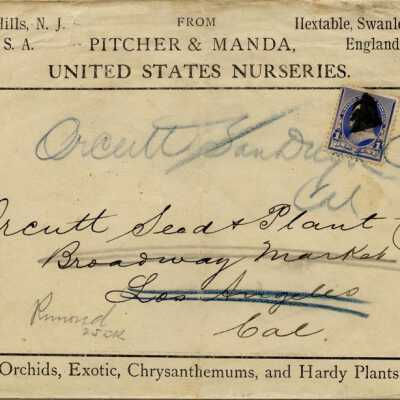 Hills, N. J. FROM Hextable, Swanle
S. A. PITCHER & MANDA, England
UNITED STATES NURSERIES.
Orcutt San Diego C
Cal
Orcutt Seed & Plant C
Broadway Market
Los Angeles
Cal.
Orchids, Exotic, Chrysanthemums, and Hardy Plants